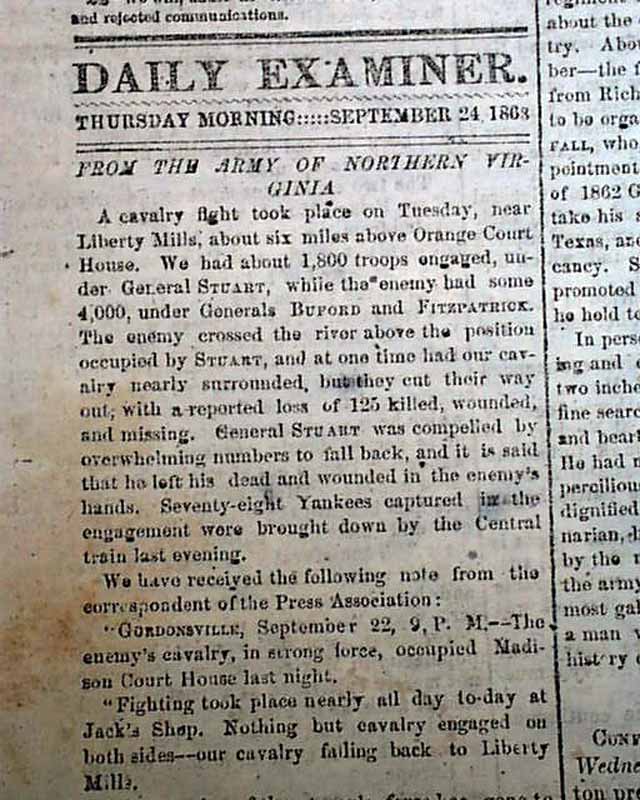 and rejected communications.
DAILY EXAMINER.
THURSDAY MORNING:::::SEPTEMBER 24, 1863
FROM THE ARMY OF NORTHERN VIR-
GINIA
A cavalry fight took place on Tuesday, near
Liberty Mills, about six miles above Orange Court
House. We had about 1,800 troops engaged, un-
der General STUART, while the enemy had some
4,000, under Generals BUFORD and FITZPATRICK.
The enemy crossed the river above the position
occupied by STUART, and at one time had our cav-
alry nearly surrounded, but they cut their way
out, with a reported loss of 125 killed, wounded,
and missing. General STUART was compelled by
overwhelming numbers to fall back, and it is said
that he left his dead and wounded in the enemy's
hands. Seventy-eight Yankees captured in the
engagement were brought down by the Central
train last evening.
We have received the following note from the
correspondent of the Press Association:
"GORDONSVILLE, September 22, 9, P. M.--The
enemy's cavalry, in strong force, occupied Madi-
son Court House last night.
"Fighting took place nearly all day to-day at
Jack's Shop. Nothing but cavalry engaged on
both sides--our cavalry falling back to Liberty
Mills.
about the
try.
ber—the
from
to be
FALL, who
pointment
of 1862
take his
Texas, and
cancy.
promoted
he hold
In
ing and
two inche
fine
and
He had
percilious
dignified
narian,
by the
the army
most
a man
history
Wedne
ton